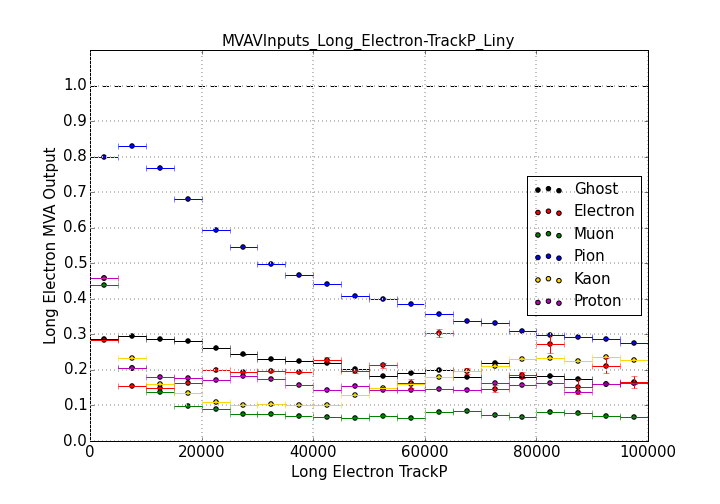 MVAVInputs_Long_Electron-TrackP_Liny
1.0
0.9
0.8
0.7
0.6
0.5
0.4
0.3
0.2
0.1
0.0
Long Electron MVA Output
Ghost
Electron
Muon
Pion
Kaon
Proton
0 20000 40000 60000 80000 100000
Long Electron TrackP